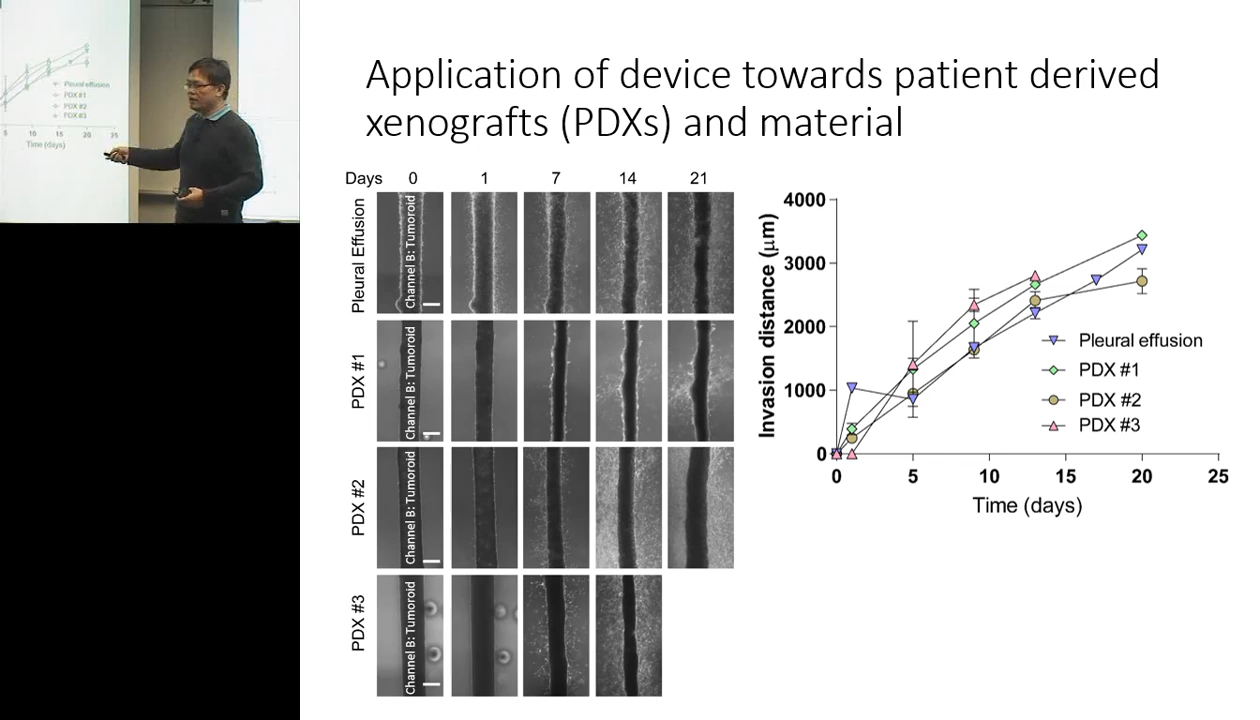 Pleural effusion
PDX #1
PDX #2
PDX #3
5 10 15 20 25
Time (days)
Application of device towards patient derived
xenografts (PDXs) and material
Days 0 1 7 14 21
Pleural Effusion
Channel B: Tumoroid
PDX #1
Channel B: Tumoroid
PDX #2
Channel B: Tumoroid
PDX #3
Channel B: Tumoroid
Invasion distance (μm)
4000
3000
2000
1000
0
0 5 10 15 20 25
Time (days)
Pleural effusion
PDX #1
PDX #2
PDX #3